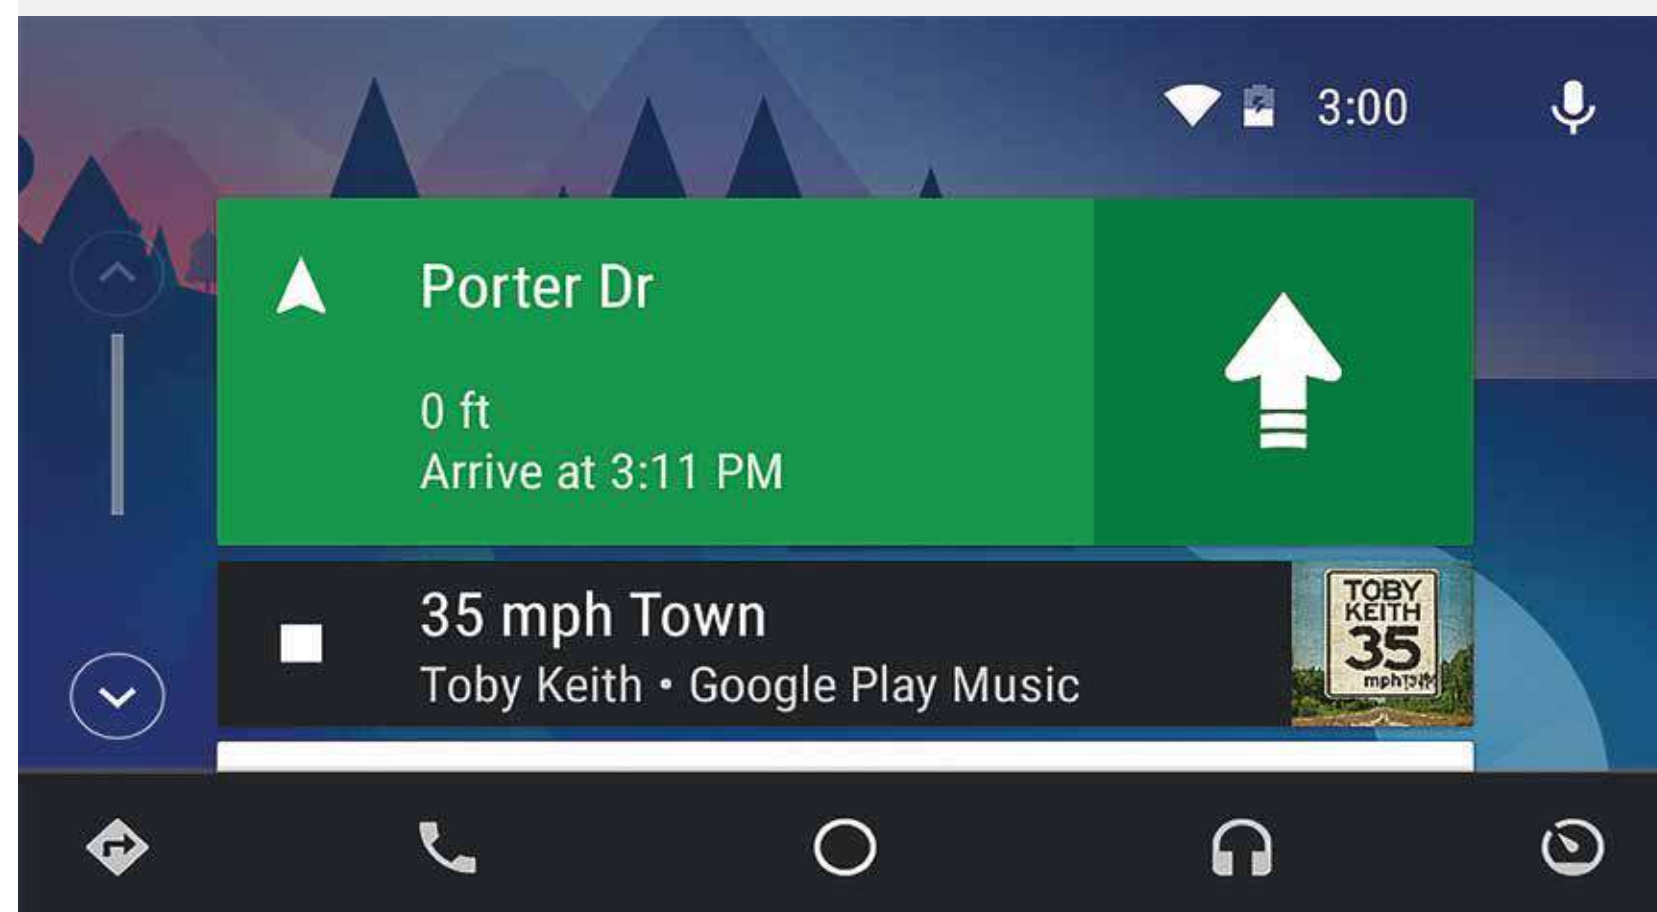 3:00
Porter Dr
0 ft
Arrive at 3:11 PM
35 mph Town
Toby Keith • Google Play Music
TOBY
KEITH
35
mph